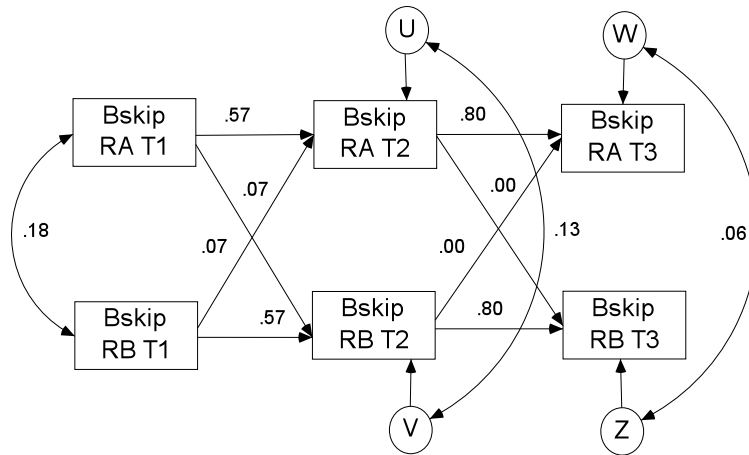 U
W
Bskip
RA T1
.57
Bskip
RA T2
.80
Bskip
RA T3
.07
.00
.18
.07
.00
.13
.06
Bskip
RB T1
.57
Bskip
RB T2
.80
Bskip
RB T3
V
Z